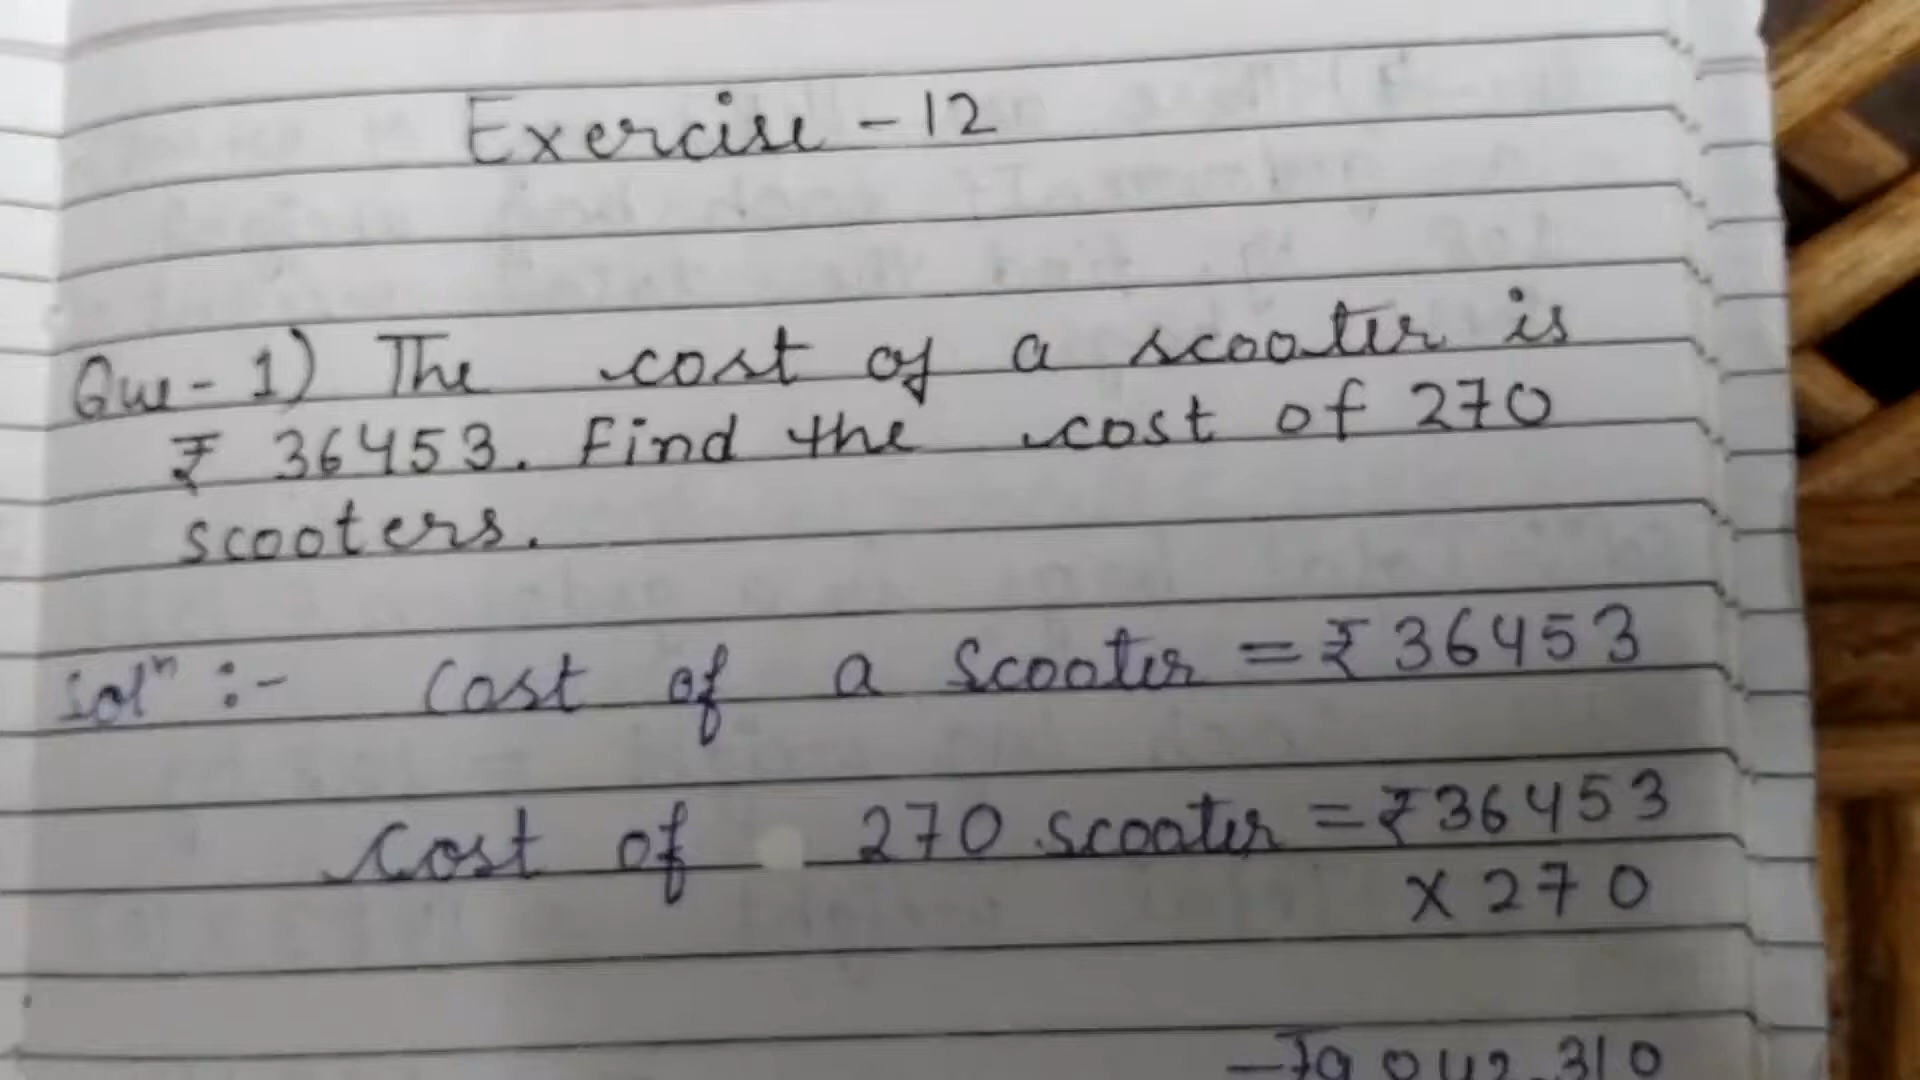 Exercise - 12
Que - 1) The cost of a scooter is
₹ 36453. Find the cost of 270
scooters.
Solⁿ :- Cost of a Scooter = ₹ 36453
Cost of 270 scooter = ₹ 36453
X 270